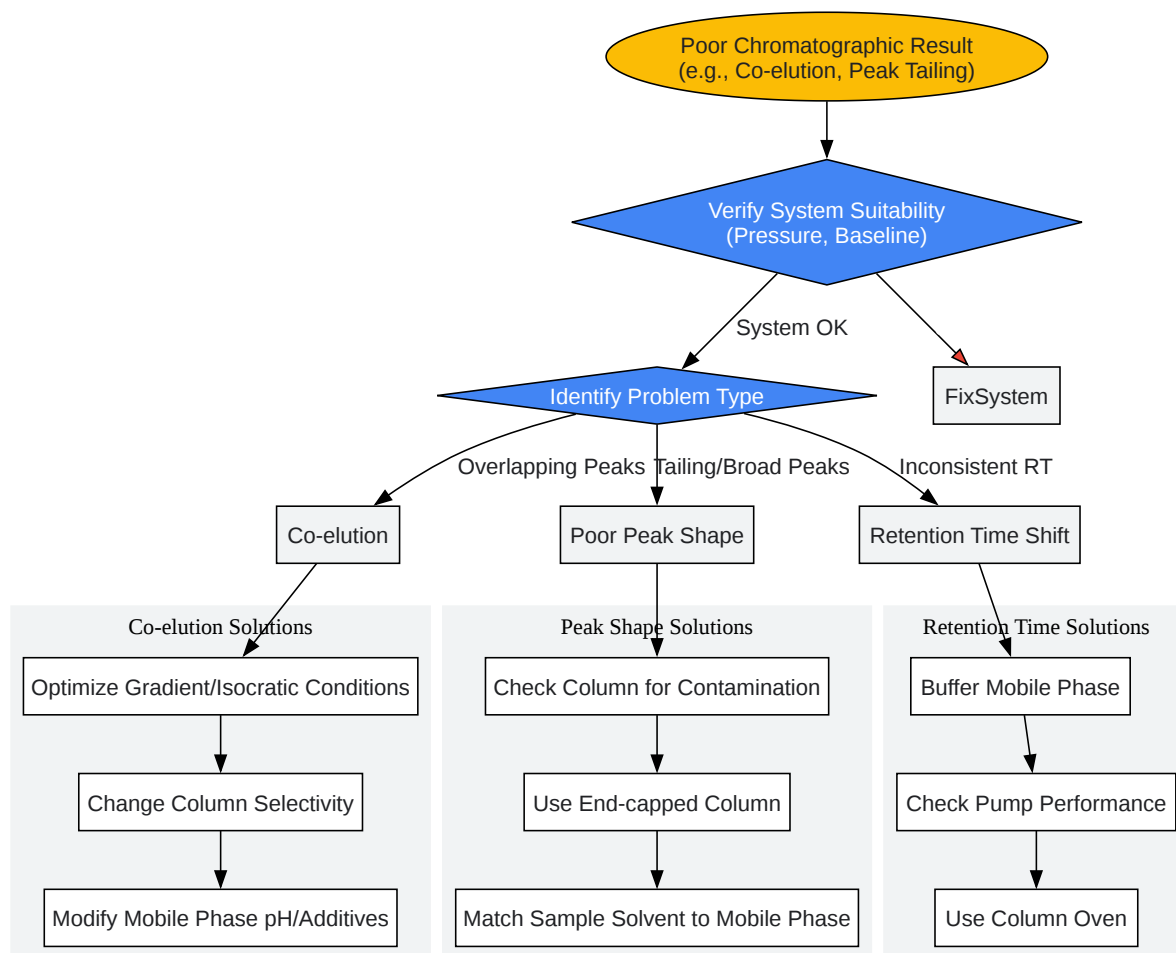 Poor Chromatographic Result
(e.g., Co-elution, Peak Tailing)
Verify System Suitability
(Pressure, Baseline)
System OK
FixSystem
Identify Problem Type
Overlapping Peaks
Tailing/Broad Peaks
Inconsistent RT
Co-elution
Poor Peak Shape
Retention Time Shift
Co-elution Solutions
Optimize Gradient/Isocratic Conditions
Change Column Selectivity
Modify Mobile Phase pH/Additives
Peak Shape Solutions
Check Column for Contamination
Use End-capped Column
Match Sample Solvent to Mobile Phase
Retention Time Solutions
Buffer Mobile Phase
Check Pump Performance
Use Column Oven